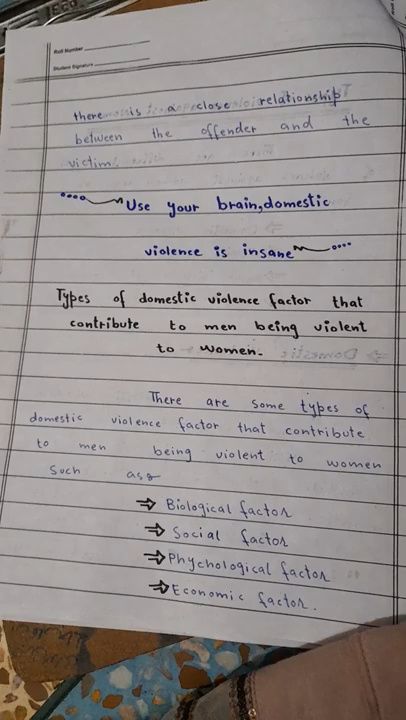 Roll Number
Student Signature
there is a close relationship
between the offender and the
victim.
Use your brain, domestic
violence is insane
Types of domestic violence factor that
contribute to men being violent
to women.
There are some types of
domestic violence factor that contribute
to men being violent to women
Such as
⇒ Biological factor
⇒ Social factor
⇒ Phychological factor
⇒ Economic factor.